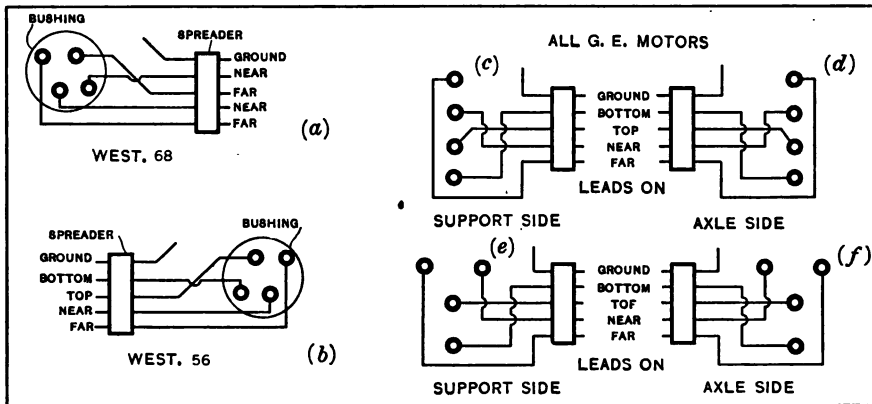 BUSHING
SPREADER
GROUND
NEAR
FAR
NEAR
FAR
(a)
WEST. 68
SPREADER
BUSHING
GROUND
BOTTOM
TOP
NEAR
FAR
(b)
WEST. 56
ALL G. E. MOTORS
(c)
(d)
GROUND
BOTTOM
TOP
NEAR
FAR
LEADS ON
SUPPORT SIDE
AXLE SIDE
(e)
(f)
GROUND
BOTTOM
TOF
NEAR
FAR
LEADS ON
SUPPORT SIDE
AXLE SIDE